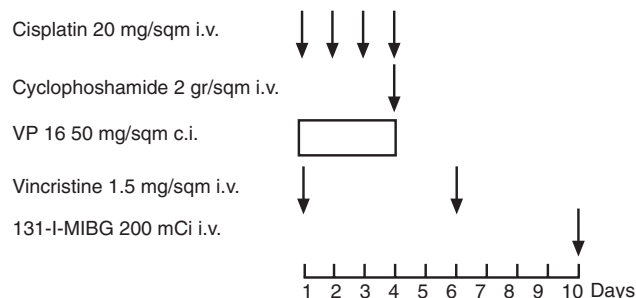 Cisplatin 20 mg/sqm i.v.
Cyclophoshamide 2 gr/sqm i.v.
VP 16 50 mg/sqm c.i.
Vincristine 1.5 mg/sqm i.v.
131-I-MIBG 200 mCi i.v.
1 2 3 4 5 6 7 8 9 10 Days